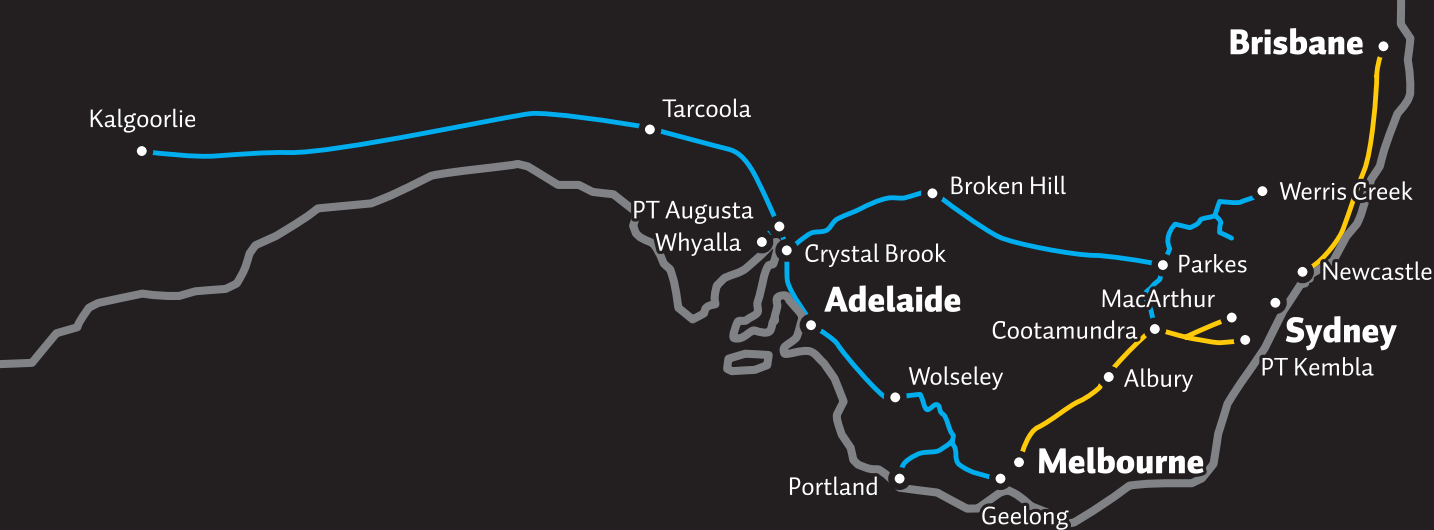 Brisbane
Kalgoorlie
Tarcoola
Broken Hill
Werris Creek
PT Augusta
Whyalla
Crystal Brook
Parkes
Newcastle
Adelaide
MacArthur
Cootamundra
Sydney
PT Kembla
Wolseley
Albury
Melbourne
Portland
Geelong